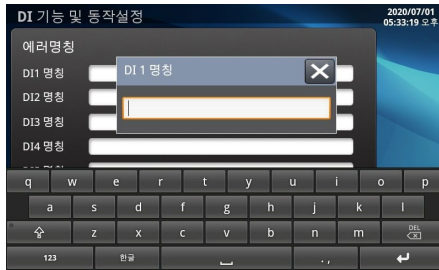 DI 기능 및 동작설정
2020/07/01
05:33:19 오후
에러명칭
DI 1 명칭
DI1 명칭
DI2 명칭
DI3 명칭
DI4 명칭
q w e r t y u i o p
a s d f g h j k l
z x c v b n m DEL
123 한글 . ,